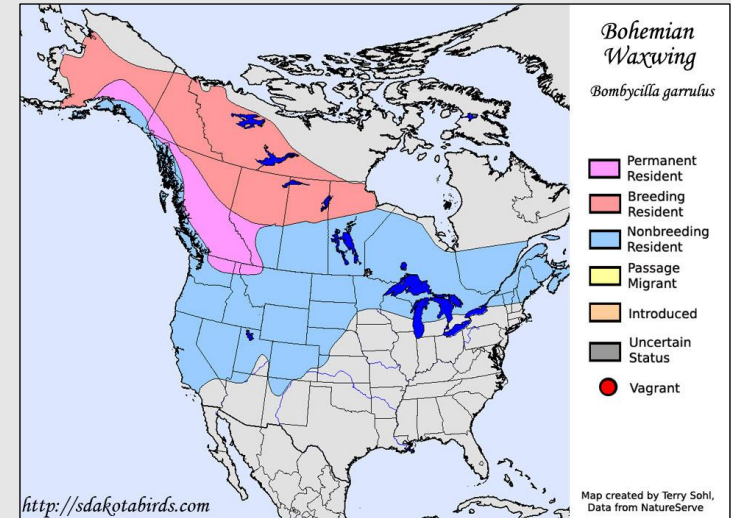 Bohemian
Waxwing
Bombycilla garrulus
Permanent
Resident
Breeding
Resident
Nonbreeding
Resident
Passage
Migrant
Introduced
Uncertain
Status
Vagrant
http://sdakotabirds.com
Map created by Terry Sohl,
Data from NatureServe